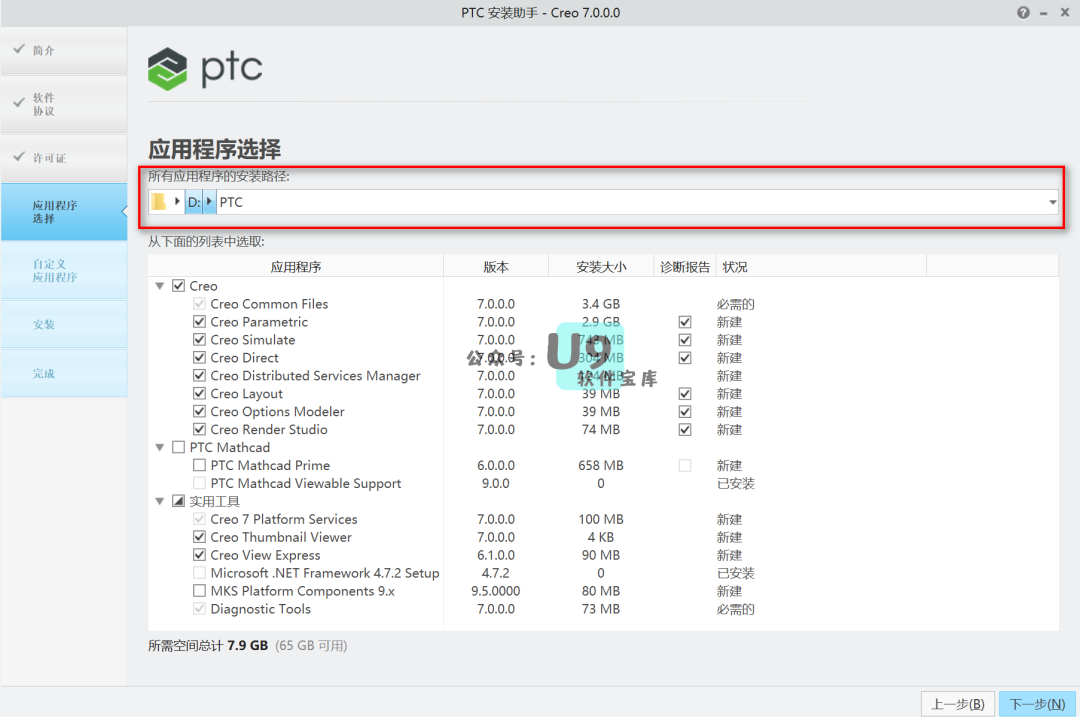 PTC 安装助手 - Creo 7.0.0.0
简介
软件
协议
许可证
应用程序
选择
自定义
应用程序
安装
完成
ptc
应用程序选择
所有应用程序的安装路径:
D: PTC
从下面的列表中选取:
应用程序 版本 安装大小 诊断报告 状况
Creo
Creo Common Files 7.0.0.0 3.4 GB 必需的
Creo Parametric 7.0.0.0 2.9 GB 新建
Creo Simulate 7.0.0.0 743 MB 新建
Creo Direct 7.0.0.0 304 MB 新建
Creo Distributed Services Manager 7.0.0.0 MB 新建
Creo Layout 7.0.0.0 39 MB 新建
Creo Options Modeler 7.0.0.0 39 MB 新建
Creo Render Studio 7.0.0.0 74 MB 新建
公众号: U9
软件宝库
PTC Mathcad
PTC Mathcad Prime 6.0.0.0 658 MB 新建
PTC Mathcad Viewable Support 9.0.0 0 已安装
实用工具
Creo 7 Platform Services 7.0.0.0 100 MB 新建
Creo Thumbnail Viewer 7.0.0.0 4 KB 新建
Creo View Express 6.1.0.0 90 MB 新建
Microsoft .NET Framework 4.7.2 Setup 4.7.2 0 已安装
MKS Platform Components 9.x 9.5.0000 80 MB 新建
Diagnostic Tools 7.0.0.0 73 MB 必需的
所需空间总计 7.9 GB (65 GB 可用)
上一步(B) 下一步(N)